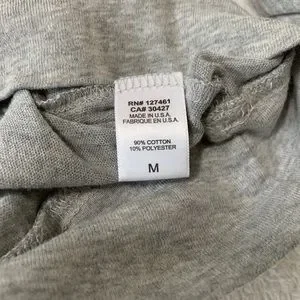 RN# 127461
CA# 30427
MADE IN U.S.A.
FABRIQUE EN U.S.A.
90% COTTON
10% POLYESTER
M